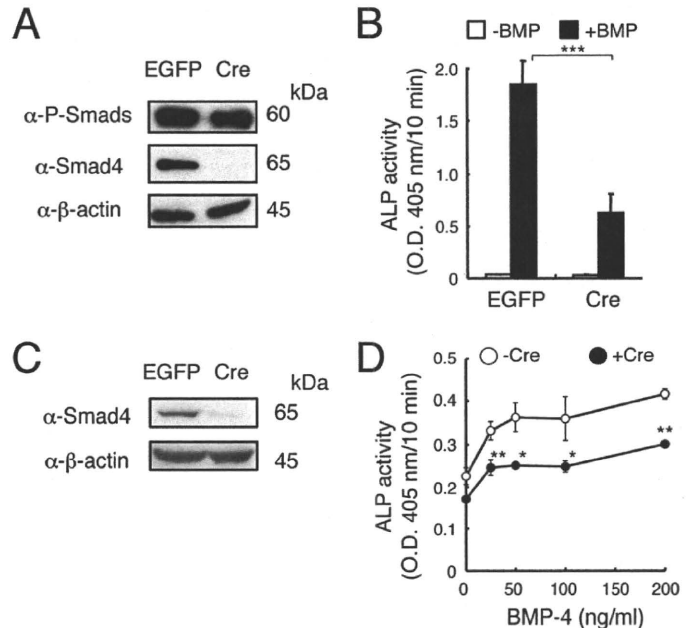 A
EGFP Cre
kDa
α-P-Smads 60
α-Smad4 65
α-β-actin 45
B
-BMP +BMP
***
ALP activity
(O.D. 405 nm/10 min)
2.0
1.5
1.0
0.5
0
EGFP Cre
C
EGFP Cre
kDa
α-Smad4 65
α-β-actin 45
D
-Cre +Cre
ALP activity
(O.D. 405 nm/10 min)
0.5
0.4
0.3
0.2
0.1
0
** * * **
0 50 100 150 200
BMP-4 (ng/ml)